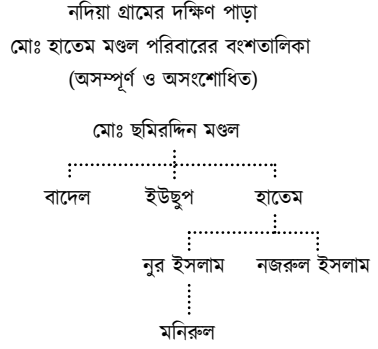 নদিয়া গ্রামের দক্ষিণ পাড়া
মোঃ হাতেম মণ্ডল পরিবারের বংশতালিকা
(অসম্পূর্ণ ও অসংশোধিত)
মোঃ ছমিরদ্দিন মণ্ডল
বাদেল ইউছুপ হাতেম
নুর ইসলাম নজরুল ইসলাম
মনিরুল